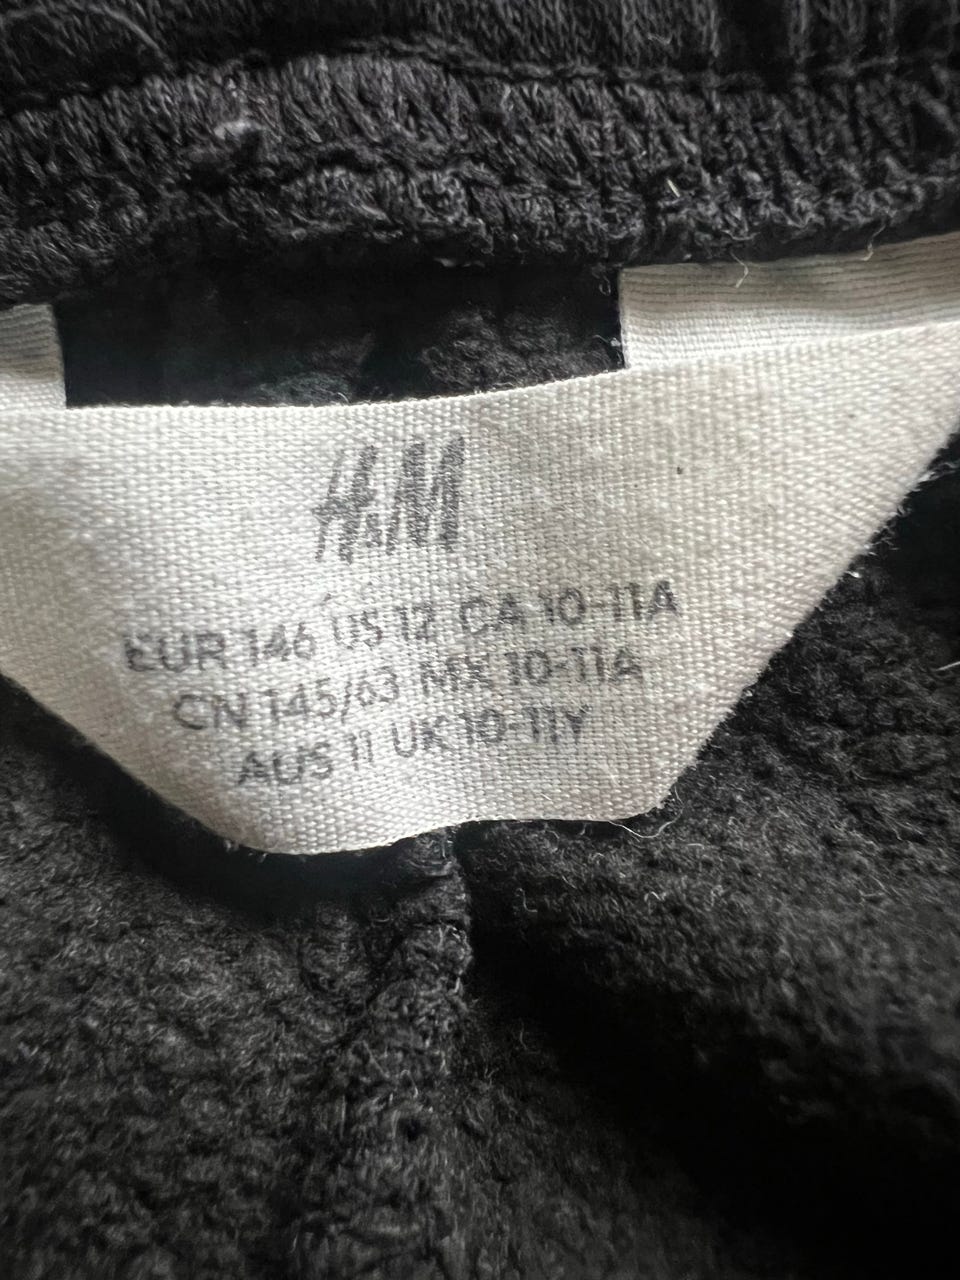 H&M
EUR 146 US 12 CA 10-11A
CN 145/63 MX 10-11A
AUS 11 UK 10-11Y